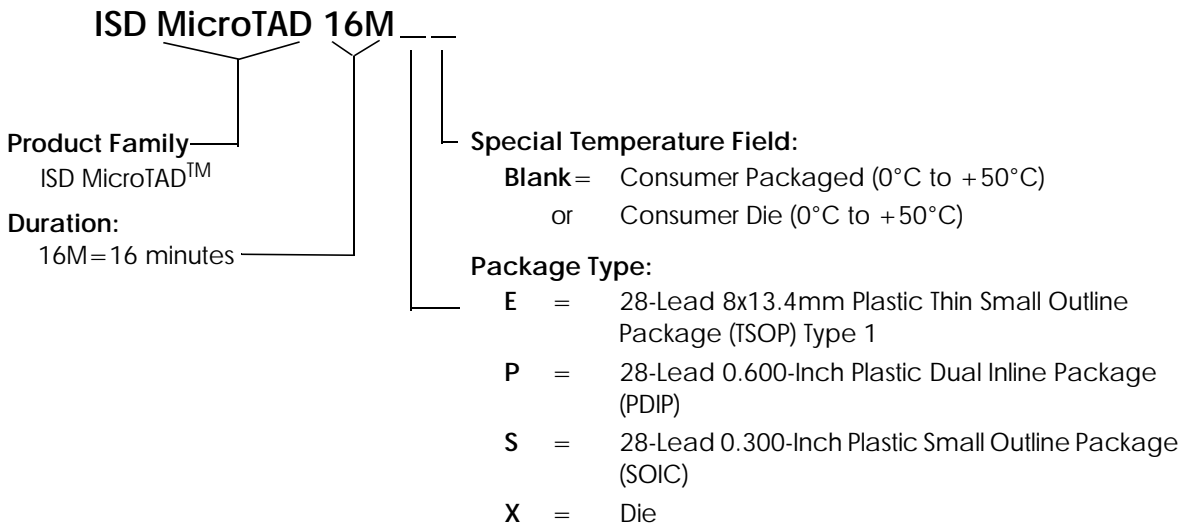 ISD MicroTAD 16M_ _
Product Family
ISD MicroTAD™
Duration:
16M=16 minutes
Special Temperature Field:
Blank= Consumer Packaged (0°C to +50°C)
or Consumer Die (0°C to +50°C)
Package Type:
E = 28-Lead 8x13.4mm Plastic Thin Small Outline
Package (TSOP) Type 1
P = 28-Lead 0.600-Inch Plastic Dual Inline Package
(PDIP)
S = 28-Lead 0.300-Inch Plastic Small Outline Package
(SOIC)
X = Die